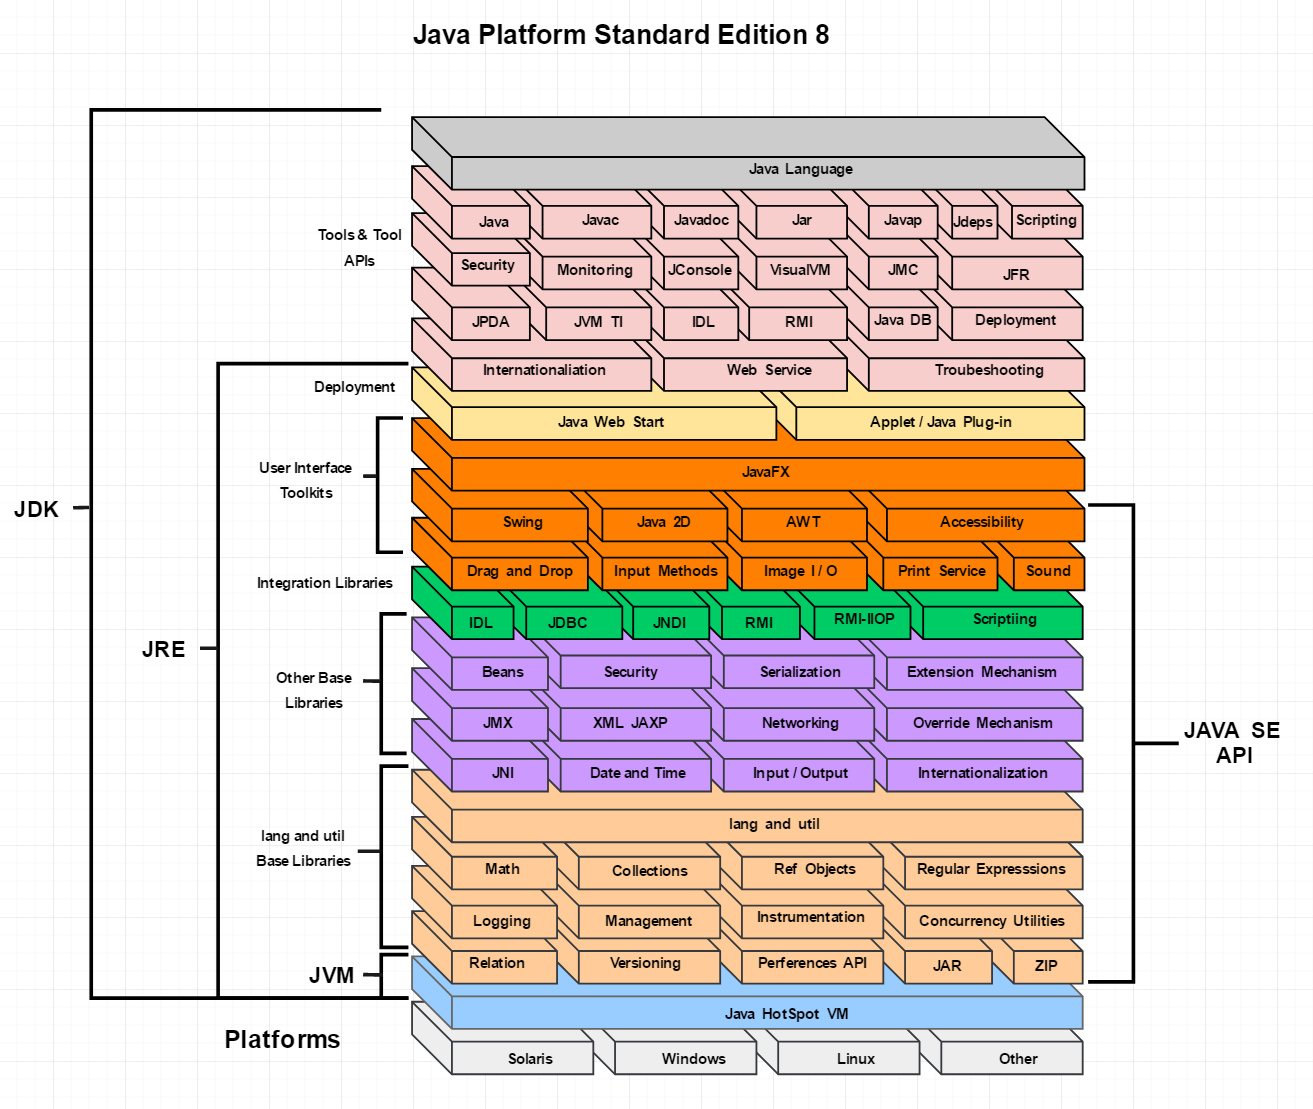 Java Platform Standard Edition 8
Java Language
Tools & Tool
APIs
Java Javac Javadoc Jar Javap Jdeps Scripting
Security Monitoring JConsole VisualVM JMC JFR
JPDA JVM TI IDL RMI Java DB Deployment
Internationaliation Web Service Troubeshooting
Deployment
Java Web Start Applet / Java Plug-in
User Interface
Toolkits
JavaFX
JDK
Swing Java 2D AWT Accessibility
Drag and Drop Input Methods Image I / O Print Service Sound
Integration Libraries
IDL JDBC JNDI RMI RMI-IIOP Scriptiing
JRE
Other Base
Libraries
Beans Security Serialization Extension Mechanism
JMX XML JAXP Networking Override Mechanism
JNI Date and Time Input / Output Internationalization
JAVA SE
API
lang and util
Base Libraries
lang and util
Math Collections Ref Objects Regular Expresssions
Logging Management Instrumentation Concurrency Utilities
Relation Versioning Perferences API JAR ZIP
JVM
Java HotSpot VM
Platforms
Solaris Windows Linux Other